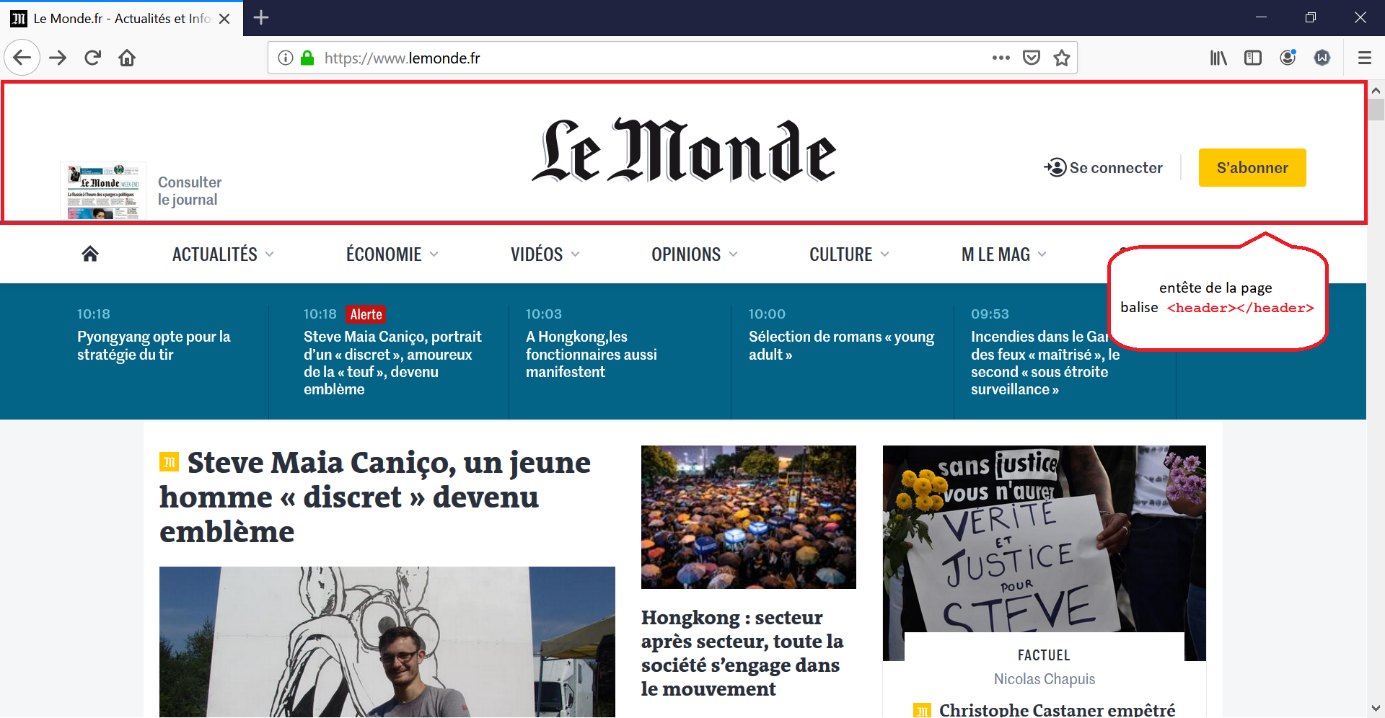 Le Monde.fr - Actualités et Info
https://www.lemonde.fr
Le Monde
Consulter
le journal
Se connecter
S'abonner
ACTUALITÉS
ÉCONOMIE
VIDÉOS
OPINIONS
CULTURE
M LE MAG
entête de la page
balise <header></header>
10:18
Pyongyang opte pour la
stratégie du tir
10:18 Alerte
Steve Maia Caniço, portrait
d'un « discret », amoureux
de la « teuf », devenu
emblème
10:03
A Hongkong,les
fonctionnaires aussi
manifestent
10:00
Sélection de romans « young
adult »
09:53
Incendies dans le Gar
des feux « maîtrisé », le
second « sous étroite
surveillance »
Steve Maia Caniço, un jeune
homme « discret » devenu
emblème
Hongkong : secteur
après secteur, toute la
société s'engage dans
le mouvement
sans justice
vous n'aurez
VÉRITÉ
ET
JUSTICE
POUR
STEVE
FACTUEL
Nicolas Chapuis
Christophe Castaner empêtré